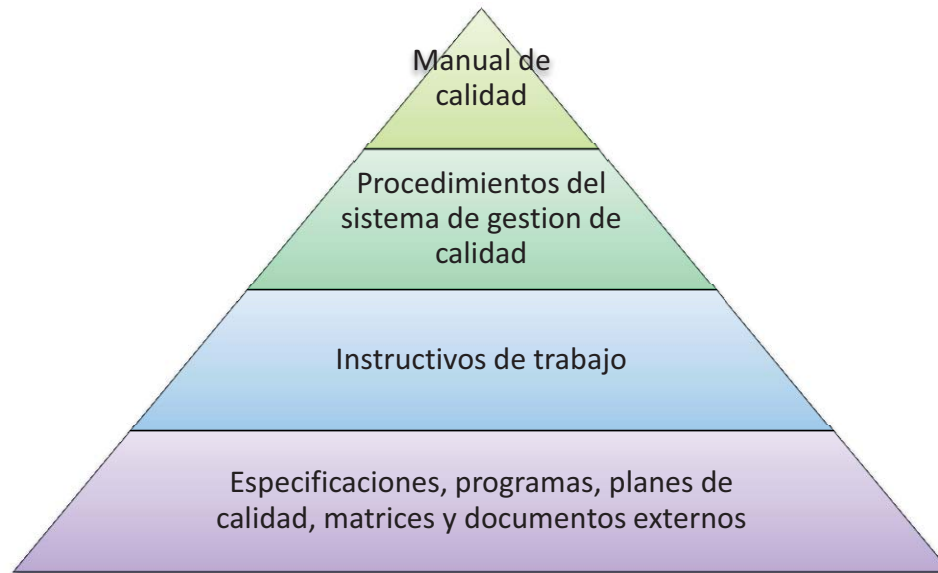 Manual de
calidad
Procedimientos del
sistema de gestion de
calidad
Instructivos de trabajo
Especificaciones, programas, planes de
calidad, matrices y documentos externos